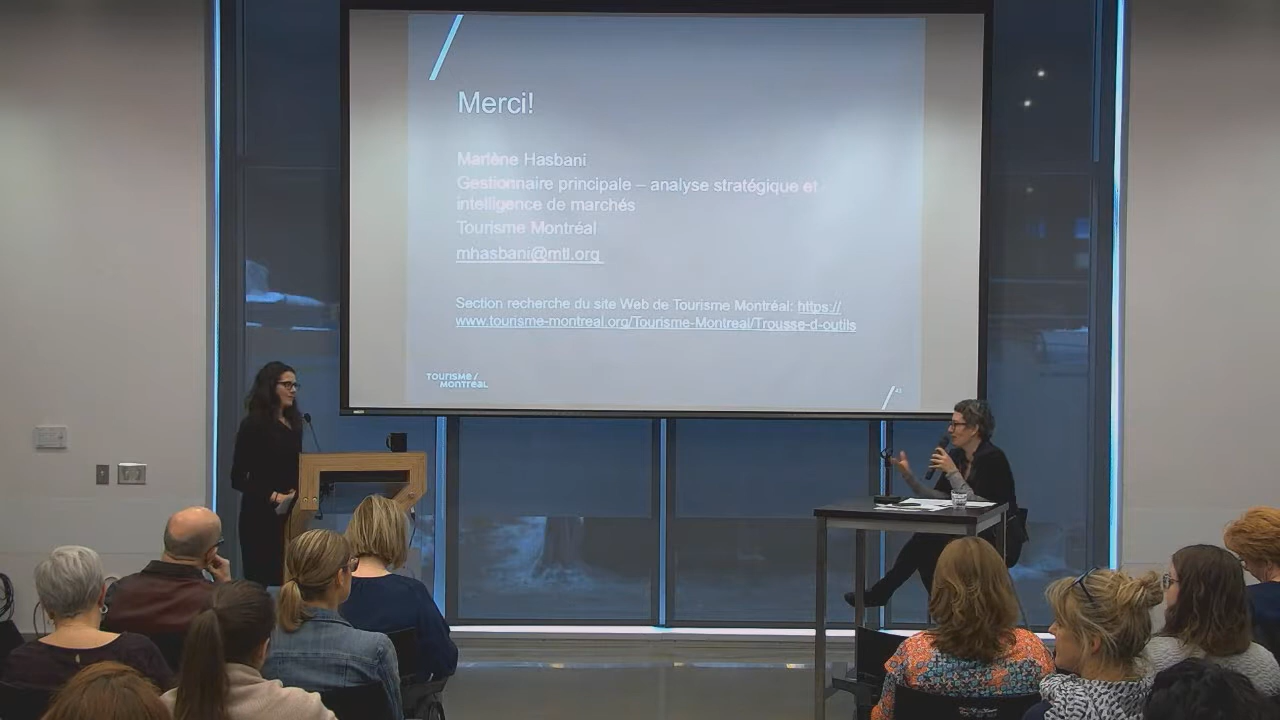 Merci!
Marlène Hasbani
Gestionnaire principale – analyse stratégique et
intelligence de marchés
Tourisme Montréal
mhasbani@mtl.org
Section recherche du site Web de Tourisme Montréal: https://
www.tourisme-montreal.org/Tourisme-Montreal/Trousse-d-outils
TOURISME/
MONTRÉAL